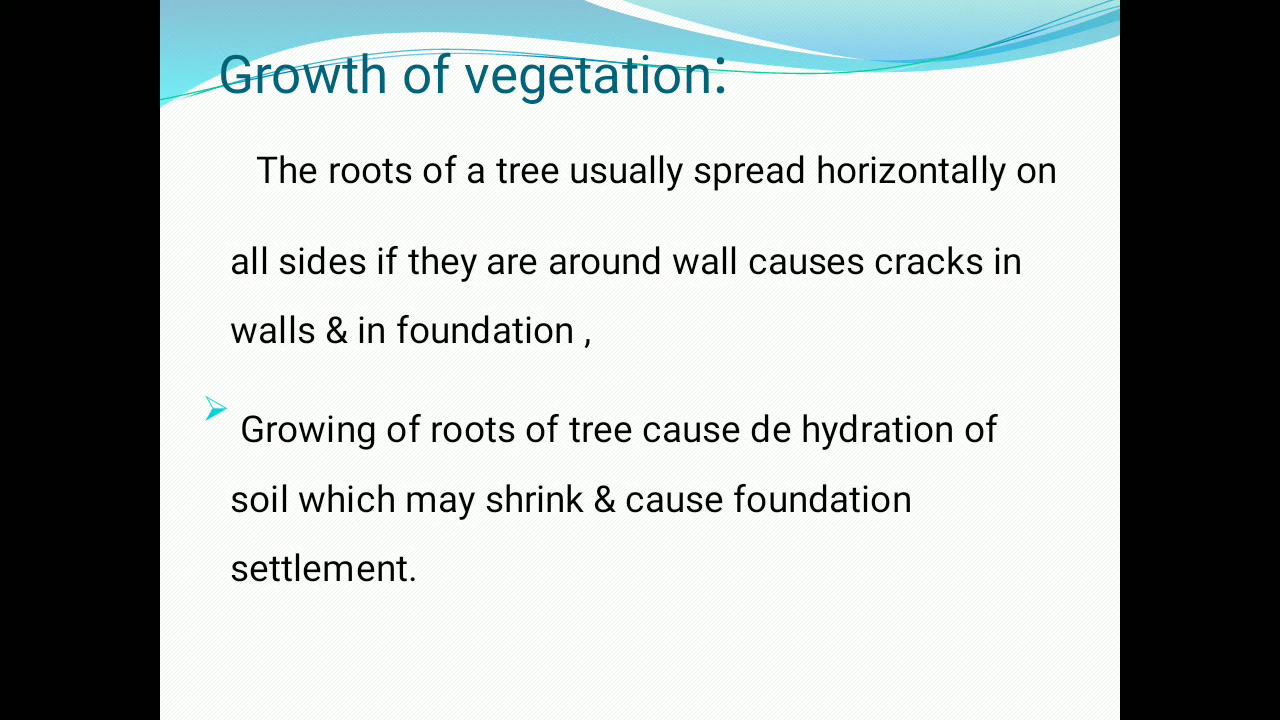 Growth of vegetation:
The roots of a tree usually spread horizontally on
all sides if they are around wall causes cracks in
walls & in foundation ,
Growing of roots of tree cause de hydration of
soil which may shrink & cause foundation
settlement.